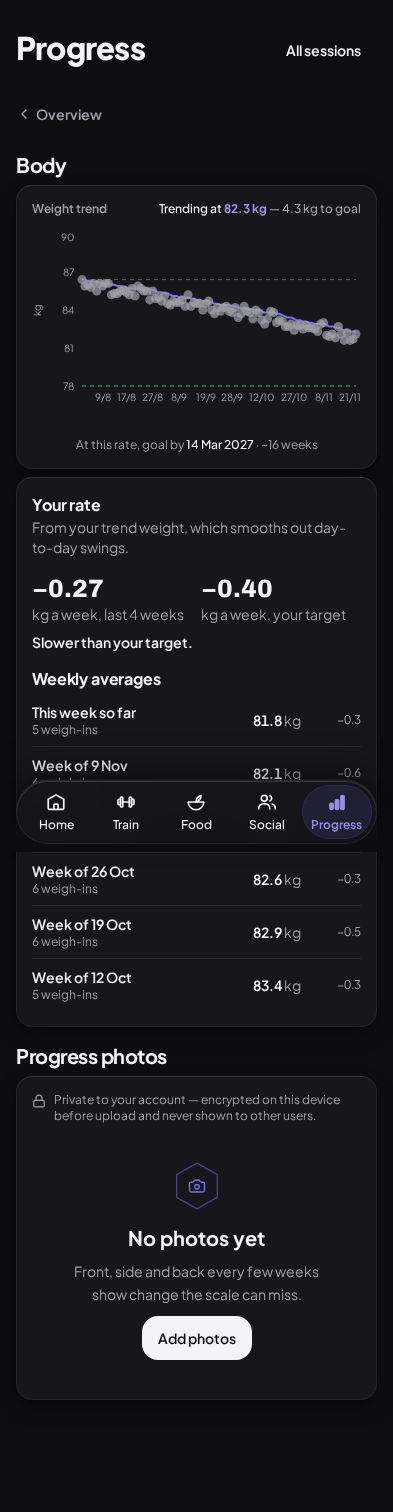 Progress
All sessions
Overview
Body
Weight trend
Trending at 82.3 kg — 4.3 kg to goal
90
87
84
81
78
kg
9/8 17/8 27/8 8/9 19/9 28/9 12/10 27/10 8/11 21/11
At this rate, goal by 14 Mar 2027 · ~16 weeks
Your rate
From your trend weight, which smooths out day-
to-day swings.
−0.27
kg a week, last 4 weeks
−0.40
kg a week, your target
Slower than your target.
Weekly averages
This week so far
5 weigh-ins
81.8 kg
−0.3
Week of 9 Nov
82.1 kg
−0.6
Home
Train
Food
Social
Progress
Week of 26 Oct
6 weigh-ins
82.6 kg
−0.3
Week of 19 Oct
6 weigh-ins
82.9 kg
−0.5
Week of 12 Oct
5 weigh-ins
83.4 kg
−0.3
Progress photos
Private to your account — encrypted on this device
before upload and never shown to other users.
No photos yet
Front, side and back every few weeks
show change the scale can miss.
Add photos